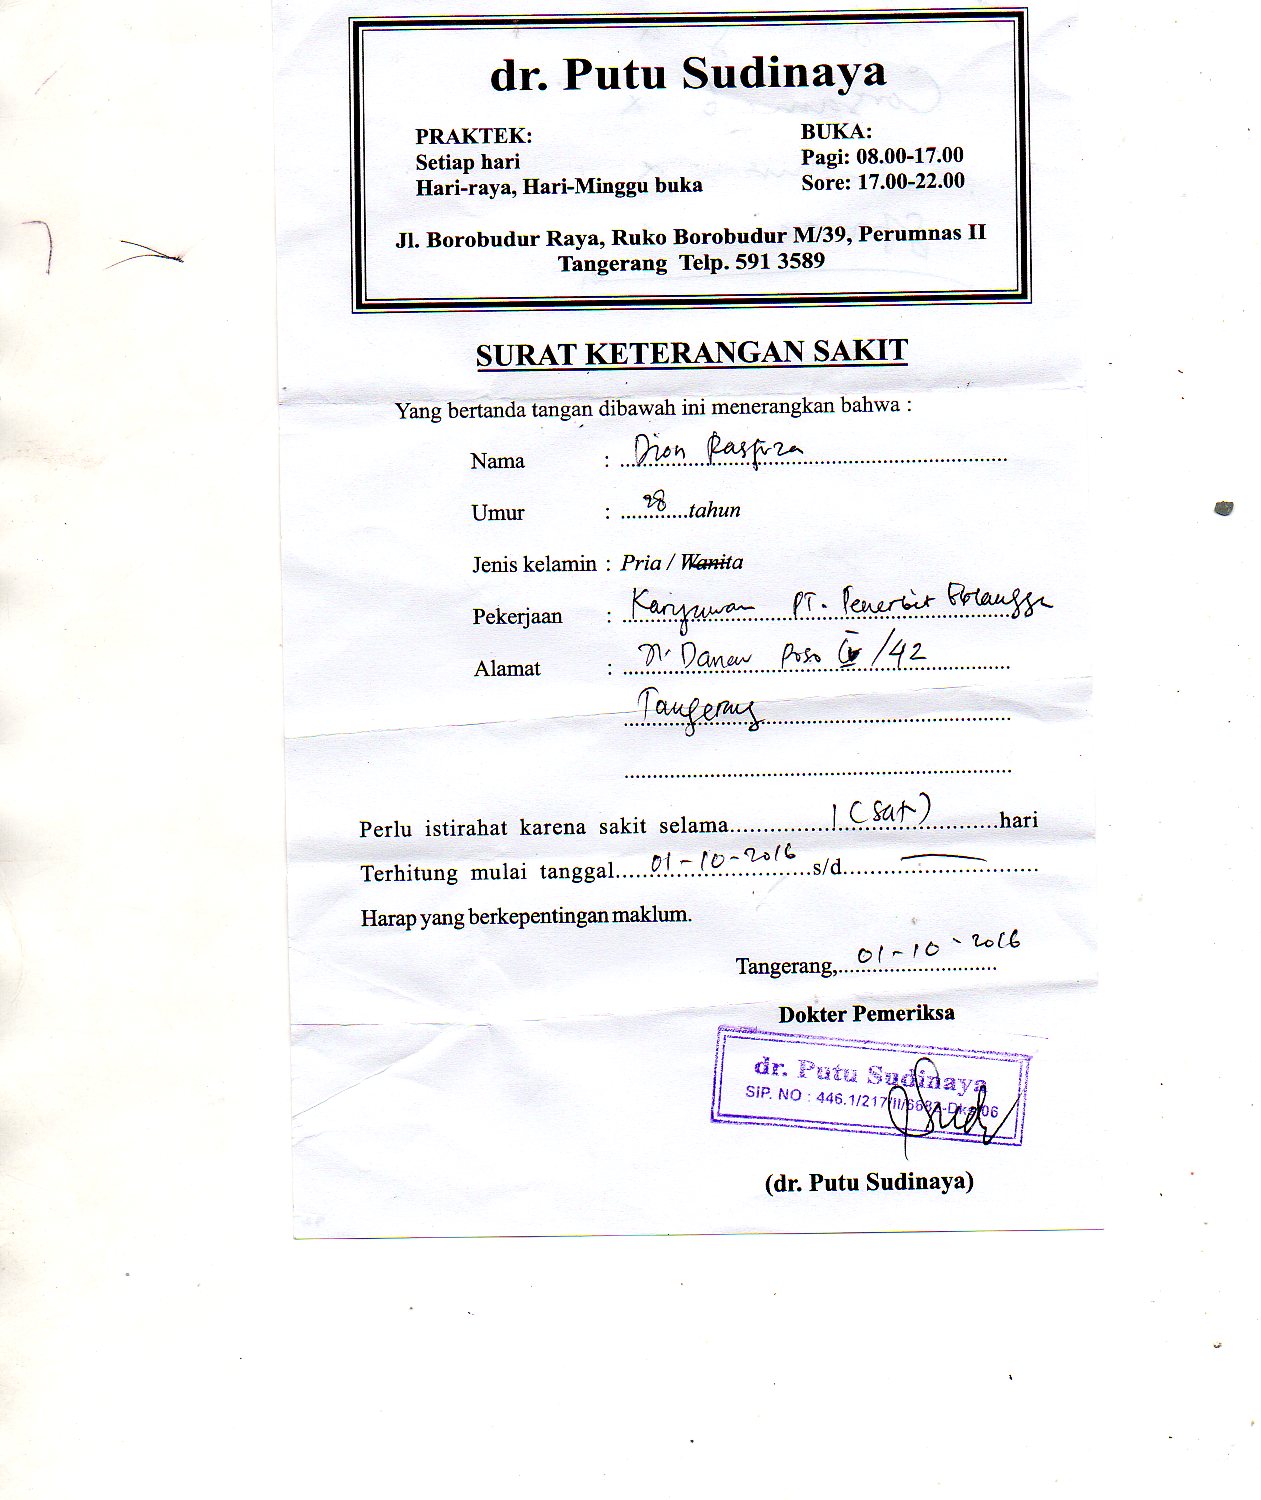 dr. Putu Sudinaya
PRAKTEK:
Setiap hari
Hari-raya, Hari-Minggu buka
BUKA:
Pagi: 08.00-17.00
Sore: 17.00-22.00
Jl. Borobudur Raya, Ruko Borobudur M/39, Perumnas II
Tangerang Telp. 591 3589
SURAT KETERANGAN SAKIT
Yang bertanda tangan dibawah ini menerangkan bahwa :
Nama : Dion
Umur : 28 tahun
Jenis kelamin : Pria / Wanita
Pekerjaan : Karyawan PT. Penerbit Erlangga
Alamat : Jl. Danau Poso /42
Tangerang
Perlu istirahat karena sakit selama 1 (Satu) hari
Terhitung mulai tanggal 01-10-2016 s/d —
Harap yang berkepentingan maklum.
Tangerang, 01-10-2016
Dokter Pemeriksa
dr. Putu Sudinaya
SIP. NO : 446.1/217/II/
(dr. Putu Sudinaya)